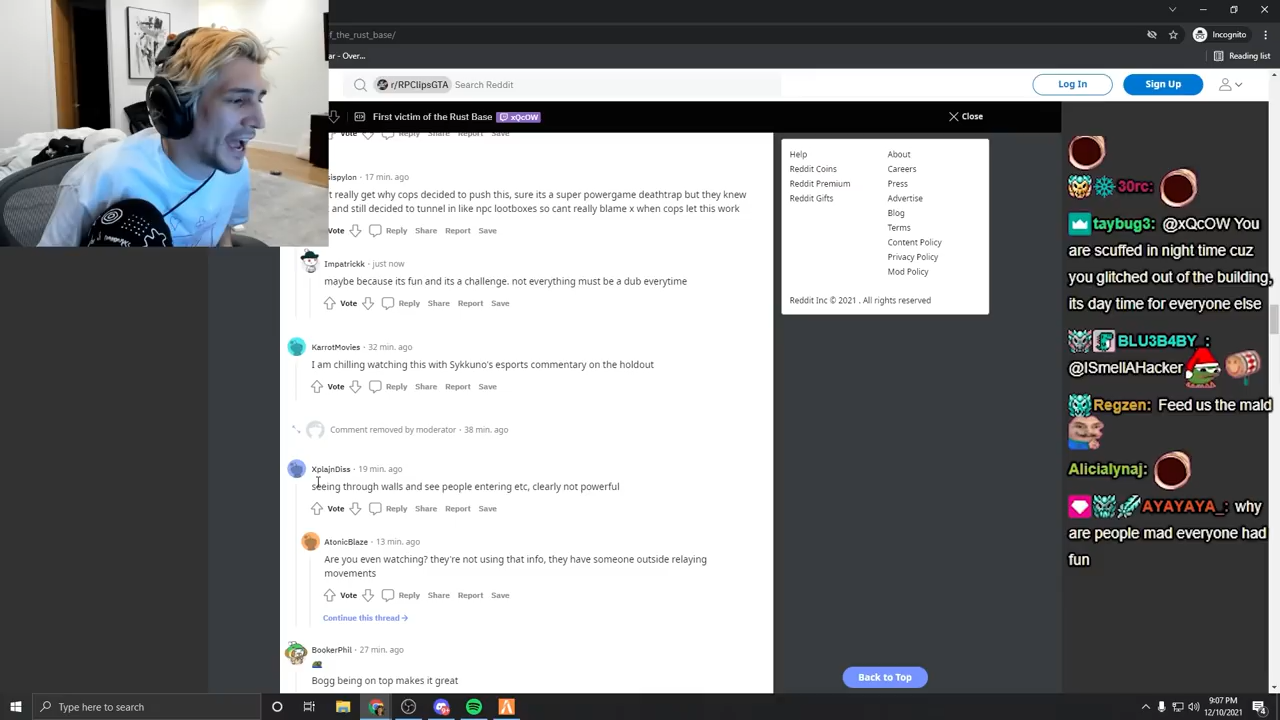 f_the_rust_base/
Incognito
ar - Over...
Reading list
r/RPClipsGTA
Search Reddit
Log In
Sign Up
First victim of the Rust Base
xQcOW
Close
Vote Reply Share Report Save
sispylon · 17 min. ago
t really get why cops decided to push this, sure its a super powergame deathtrap but they knew
and still decided to tunnel in like npc lootboxes so cant really blame x when cops let this work
Vote Reply Share Report Save
Impatrickk · just now
maybe because its fun and its a challenge. not everything must be a dub everytime
Vote Reply Share Report Save
KarrotMovies · 32 min. ago
I am chilling watching this with Sykkuno's esports commentary on the holdout
Vote Reply Share Report Save
Comment removed by moderator · 38 min. ago
XplajnDiss · 19 min. ago
seeing through walls and see people entering etc, clearly not powerful
Vote Reply Share Report Save
AtonicBlaze · 13 min. ago
Are you even watching? they're not using that info, they have someone outside relaying
movements
Vote Reply Share Report Save
Continue this thread →
BookerPhil · 27 min. ago
Bogg being on top makes it great
Help
Reddit Coins
Reddit Premium
Reddit Gifts
About
Careers
Press
Advertise
Blog
Terms
Content Policy
Privacy Policy
Mod Policy
Reddit Inc © 2021 . All rights reserved
Back to Top
30rc:
taybug3: @xQcOW You
are scuffed in night time cuz
you glitched out of the building,
its day time for everyone else
BLU3B4BY_:
@ISmellAHacker
Regzen: Feed us the mald
Alicialynaj:
AYAYAYA_: why
are people mad everyone had
fun
Type here to search
9:07 PM
12/10/2021